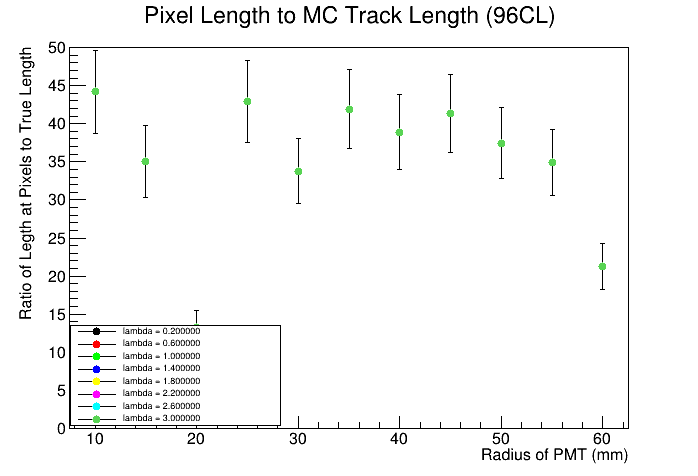 Pixel Length to MC Track Length (96CL)
Ratio of Legth at Pixels to True Length
50
45
40
35
30
25
20
15
10
5
0
lambda = 0.200000
lambda = 0.600000
lambda = 1.000000
lambda = 1.400000
lambda = 1.800000
lambda = 2.200000
lambda = 2.600000
lambda = 3.000000
10 20 30 40 50 60
Radius of PMT (mm)